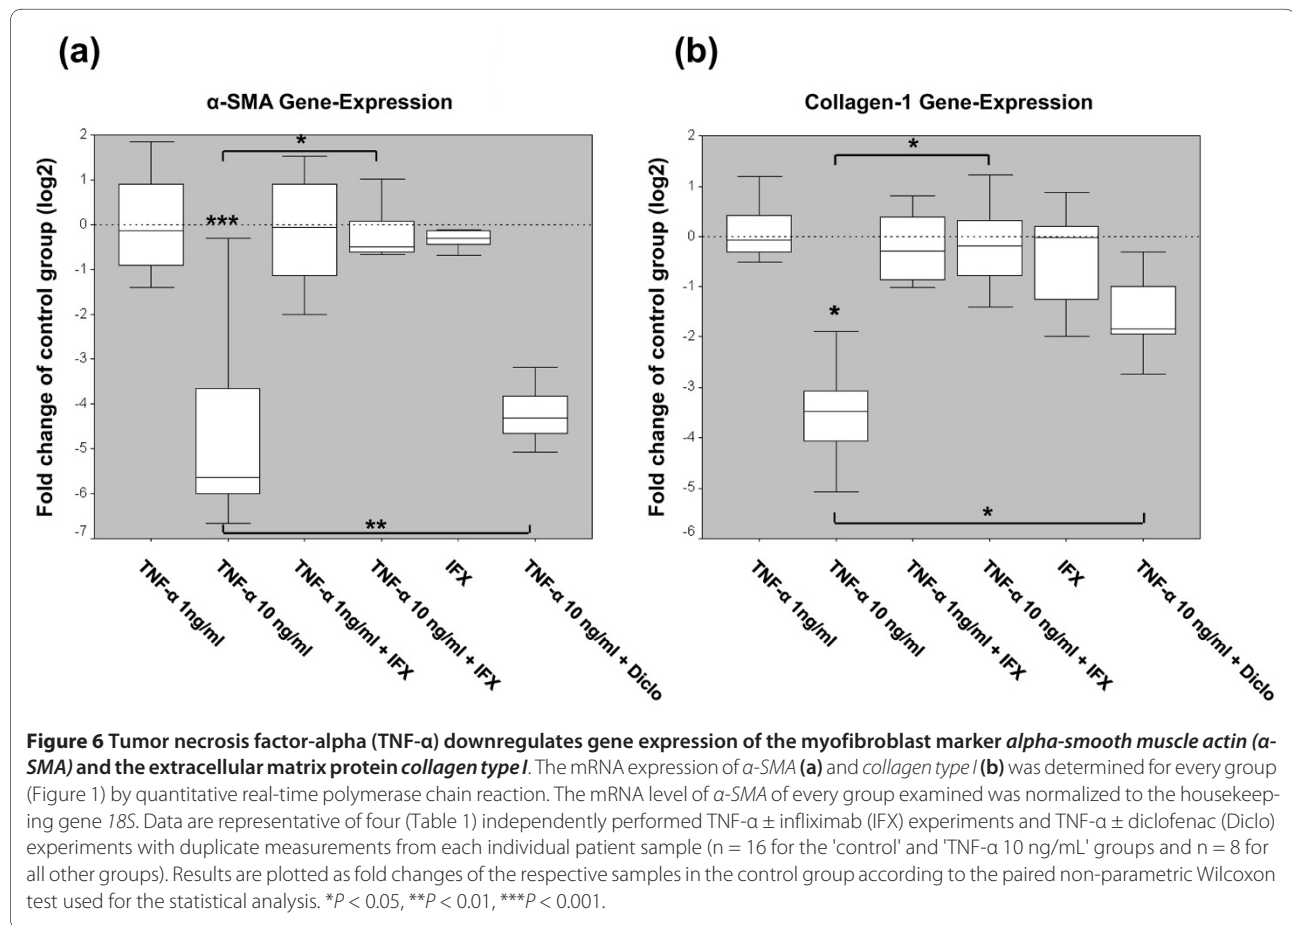 (a)
α-SMA Gene-Expression
Fold change of control group (log2)
2
1
0
-1
-2
-3
-4
-5
-6
-7
*
***
**
TNF-α 1ng/ml
TNF-α 10 ng/ml
TNF-α 1ng/ml + IFX
TNF-α 10 ng/ml + IFX
IFX
TNF-α 10 ng/ml + Diclo
(b)
Collagen-1 Gene-Expression
Fold change of control group (log2)
2
1
0
-1
-2
-3
-4
-5
-6
*
*
*
TNF-α 1ng/ml
TNF-α 10 ng/ml
TNF-α 1ng/ml + IFX
TNF-α 10 ng/ml + IFX
IFX
TNF-α 10 ng/ml + Diclo
Figure 6 Tumor necrosis factor-alpha (TNF-α) downregulates gene expression of the myofibroblast marker alpha-smooth muscle actin (α-
SMA) and the extracellular matrix protein collagen type I. The mRNA expression of α-SMA (a) and collagen type I (b) was determined for every group
(Figure 1) by quantitative real-time polymerase chain reaction. The mRNA level of α-SMA of every group examined was normalized to the housekeep-
ing gene 18S. Data are representative of four (Table 1) independently performed TNF-α ± infliximab (IFX) experiments and TNF-α ± diclofenac (Diclo)
experiments with duplicate measurements from each individual patient sample (n = 16 for the 'control' and 'TNF-α 10 ng/mL' groups and n = 8 for
all other groups). Results are plotted as fold changes of the respective samples in the control group according to the paired non-parametric Wilcoxon
test used for the statistical analysis. *P < 0.05, **P < 0.01, ***P < 0.001.